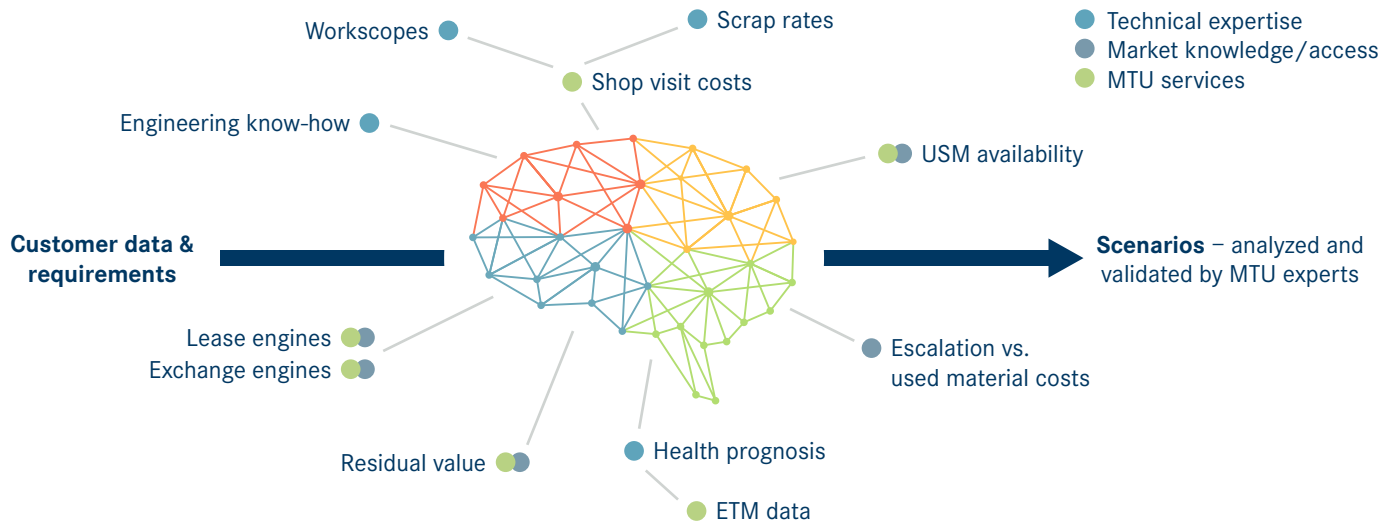 Workscopes
Scrap rates
Technical expertise
Market knowledge/access
MTU services
Shop visit costs
Engineering know-how
USM availability
Customer data &
requirements
Scenarios – analyzed and
validated by MTU experts
Lease engines
Exchange engines
Escalation vs.
used material costs
Residual value
Health prognosis
ETM data